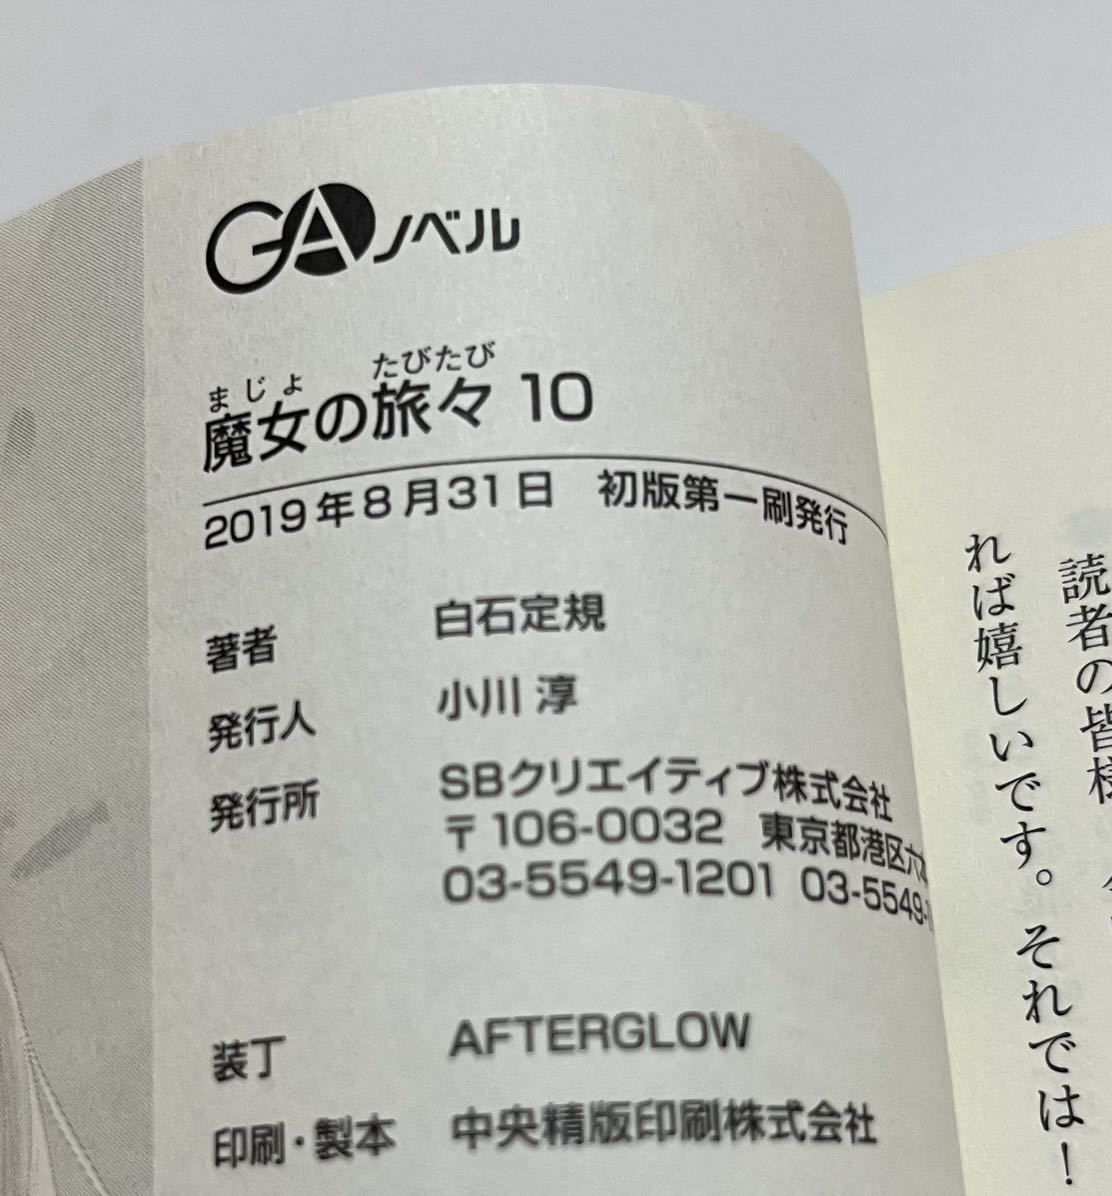 GAノベル
まじょ たびたび
魔女の旅々 10
2019年8月31日 初版第一刷発行
著者 白石定規
発行人 小川 淳
発行所 SBクリエイティブ株式会社
〒106-0032 東京都港区六本
03-5549-1201 03-5549-1
装丁 AFTERGLOW
印刷・製本 中央精版印刷株式会社
読者の皆様
れば嬉しいです。それでは！